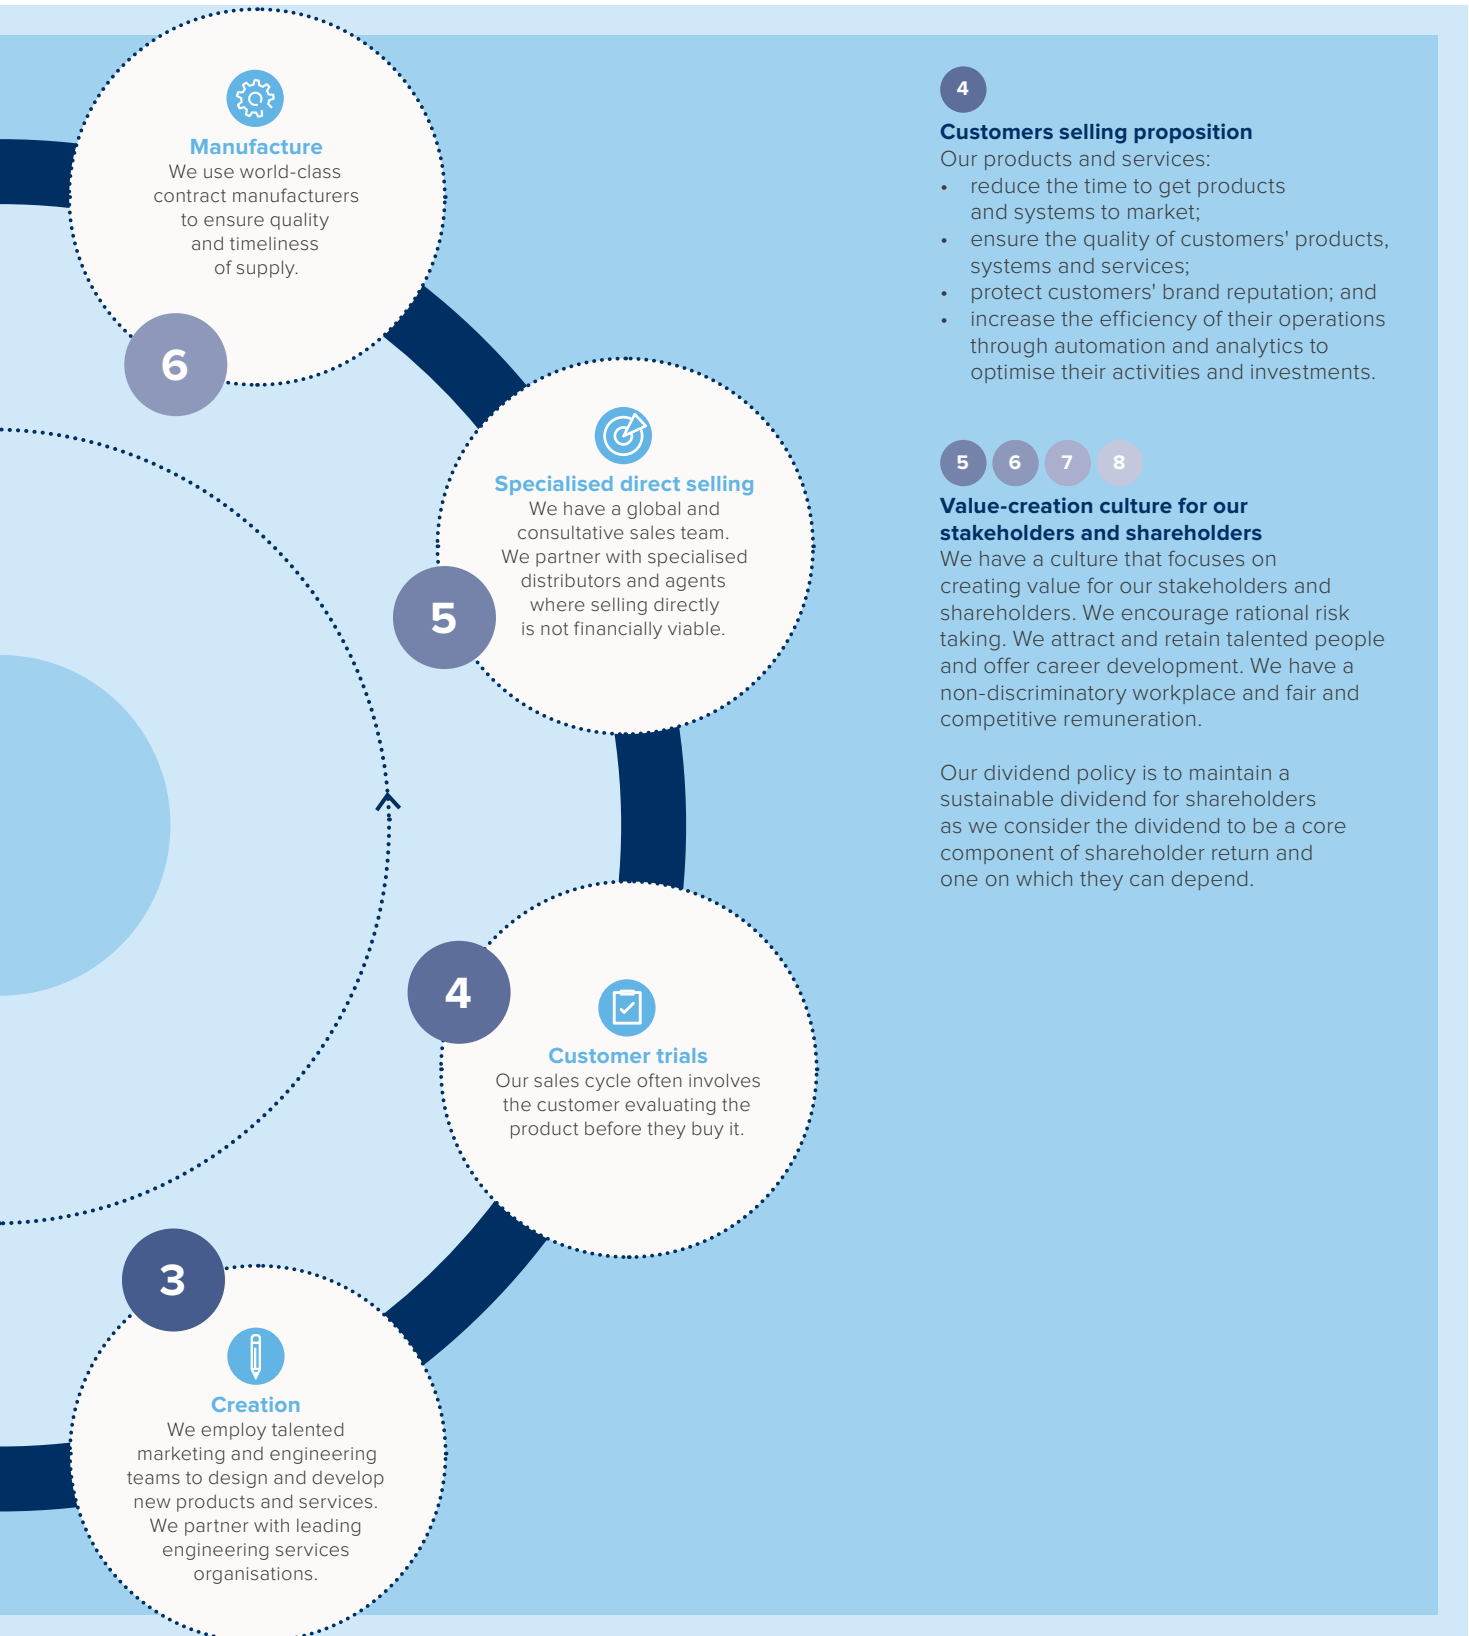 Manufacture
We use world-class
contract manufacturers
to ensure quality
and timeliness
of supply.
6
Specialised direct selling
We have a global and
consultative sales team.
We partner with specialised
distributors and agents
where selling directly
is not financially viable.
5
4
Customer trials
Our sales cycle often involves
the customer evaluating the
product before they buy it.
3
Creation
We employ talented
marketing and engineering
teams to design and develop
new products and services.
We partner with leading
engineering services
organisations.
4
Customers selling proposition
Our products and services:
• reduce the time to get products
and systems to market;
• ensure the quality of customers' products,
systems and services;
• protect customers' brand reputation; and
• increase the efficiency of their operations
through automation and analytics to
optimise their activities and investments.
5 6 7 8
Value-creation culture for our
stakeholders and shareholders
We have a culture that focuses on
creating value for our stakeholders and
shareholders. We encourage rational risk
taking. We attract and retain talented people
and offer career development. We have a
non-discriminatory workplace and fair and
competitive remuneration.
Our dividend policy is to maintain a
sustainable dividend for shareholders
as we consider the dividend to be a core
component of shareholder return and
one on which they can depend.